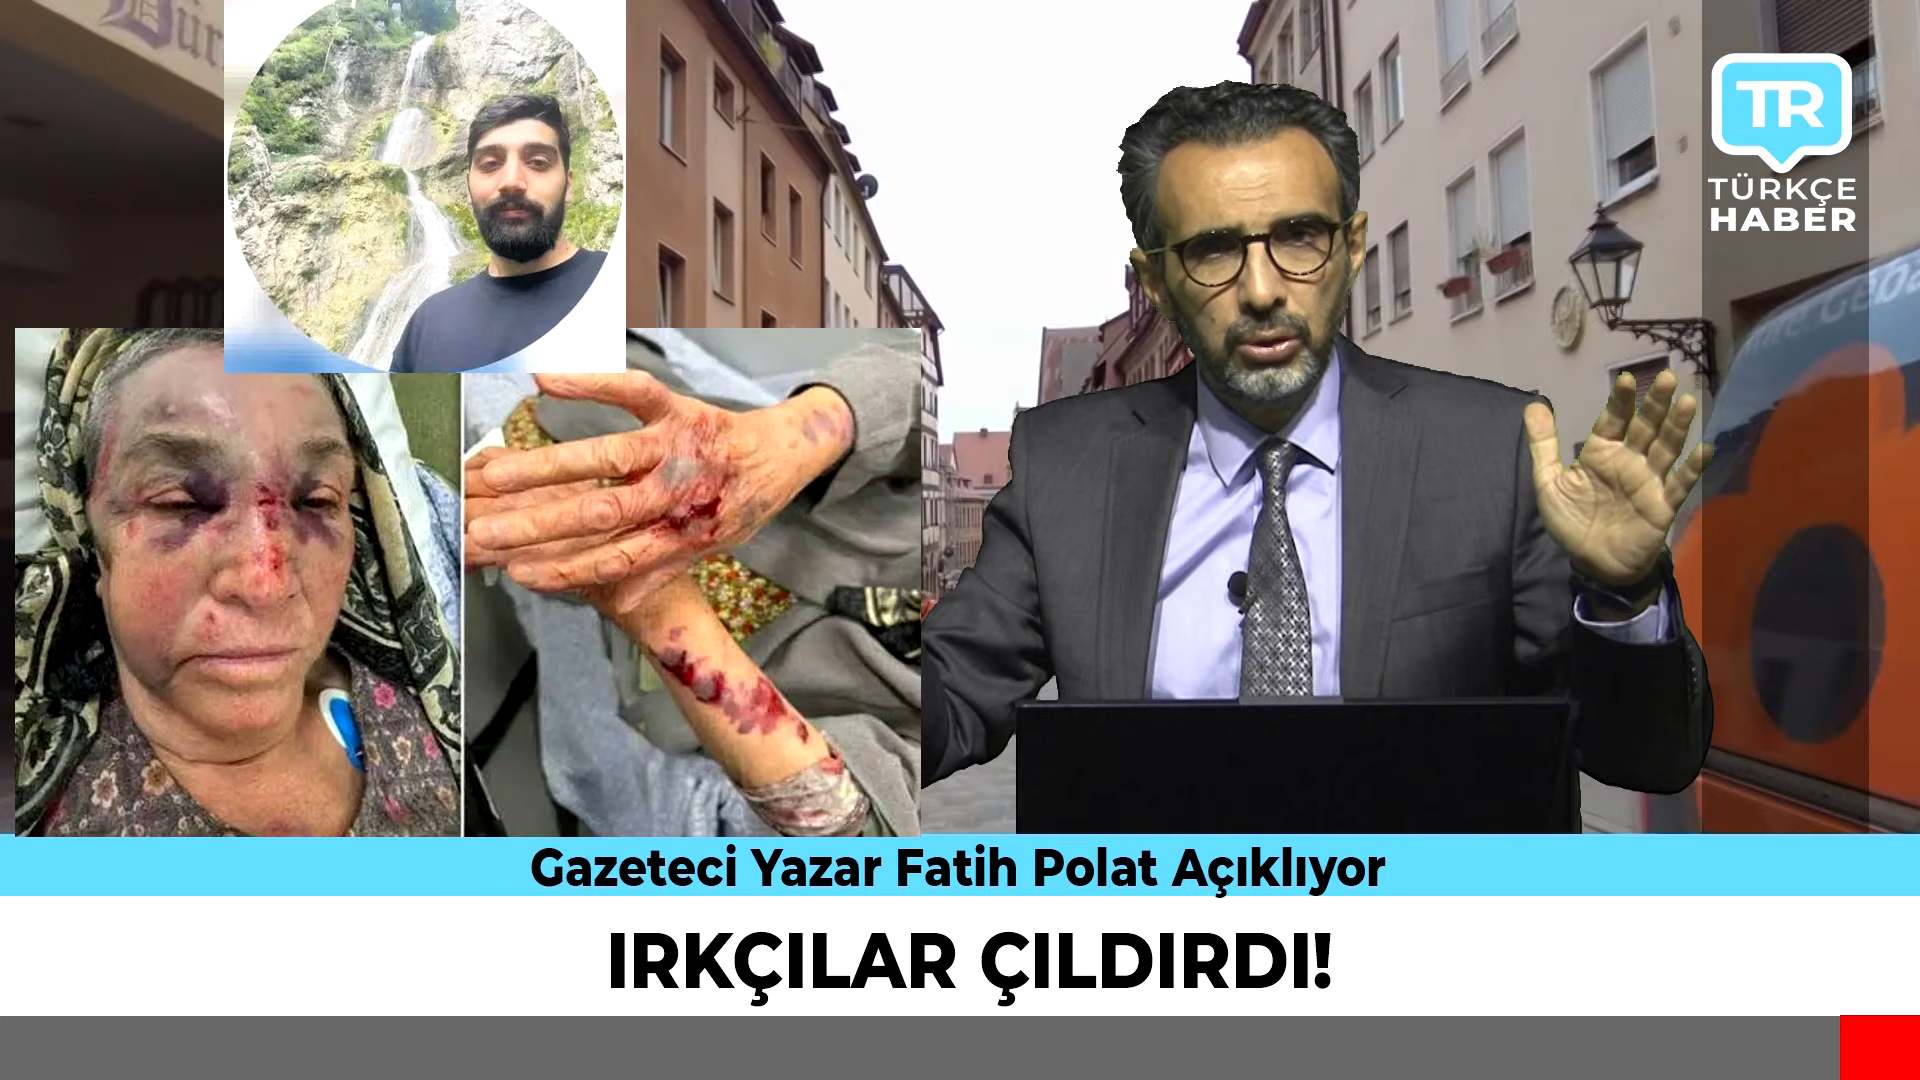 TR
TÜRKÇE
HABER
Gazeteci Yazar Fatih Polat Açıklıyor
IRKÇILAR ÇILDIRDI!